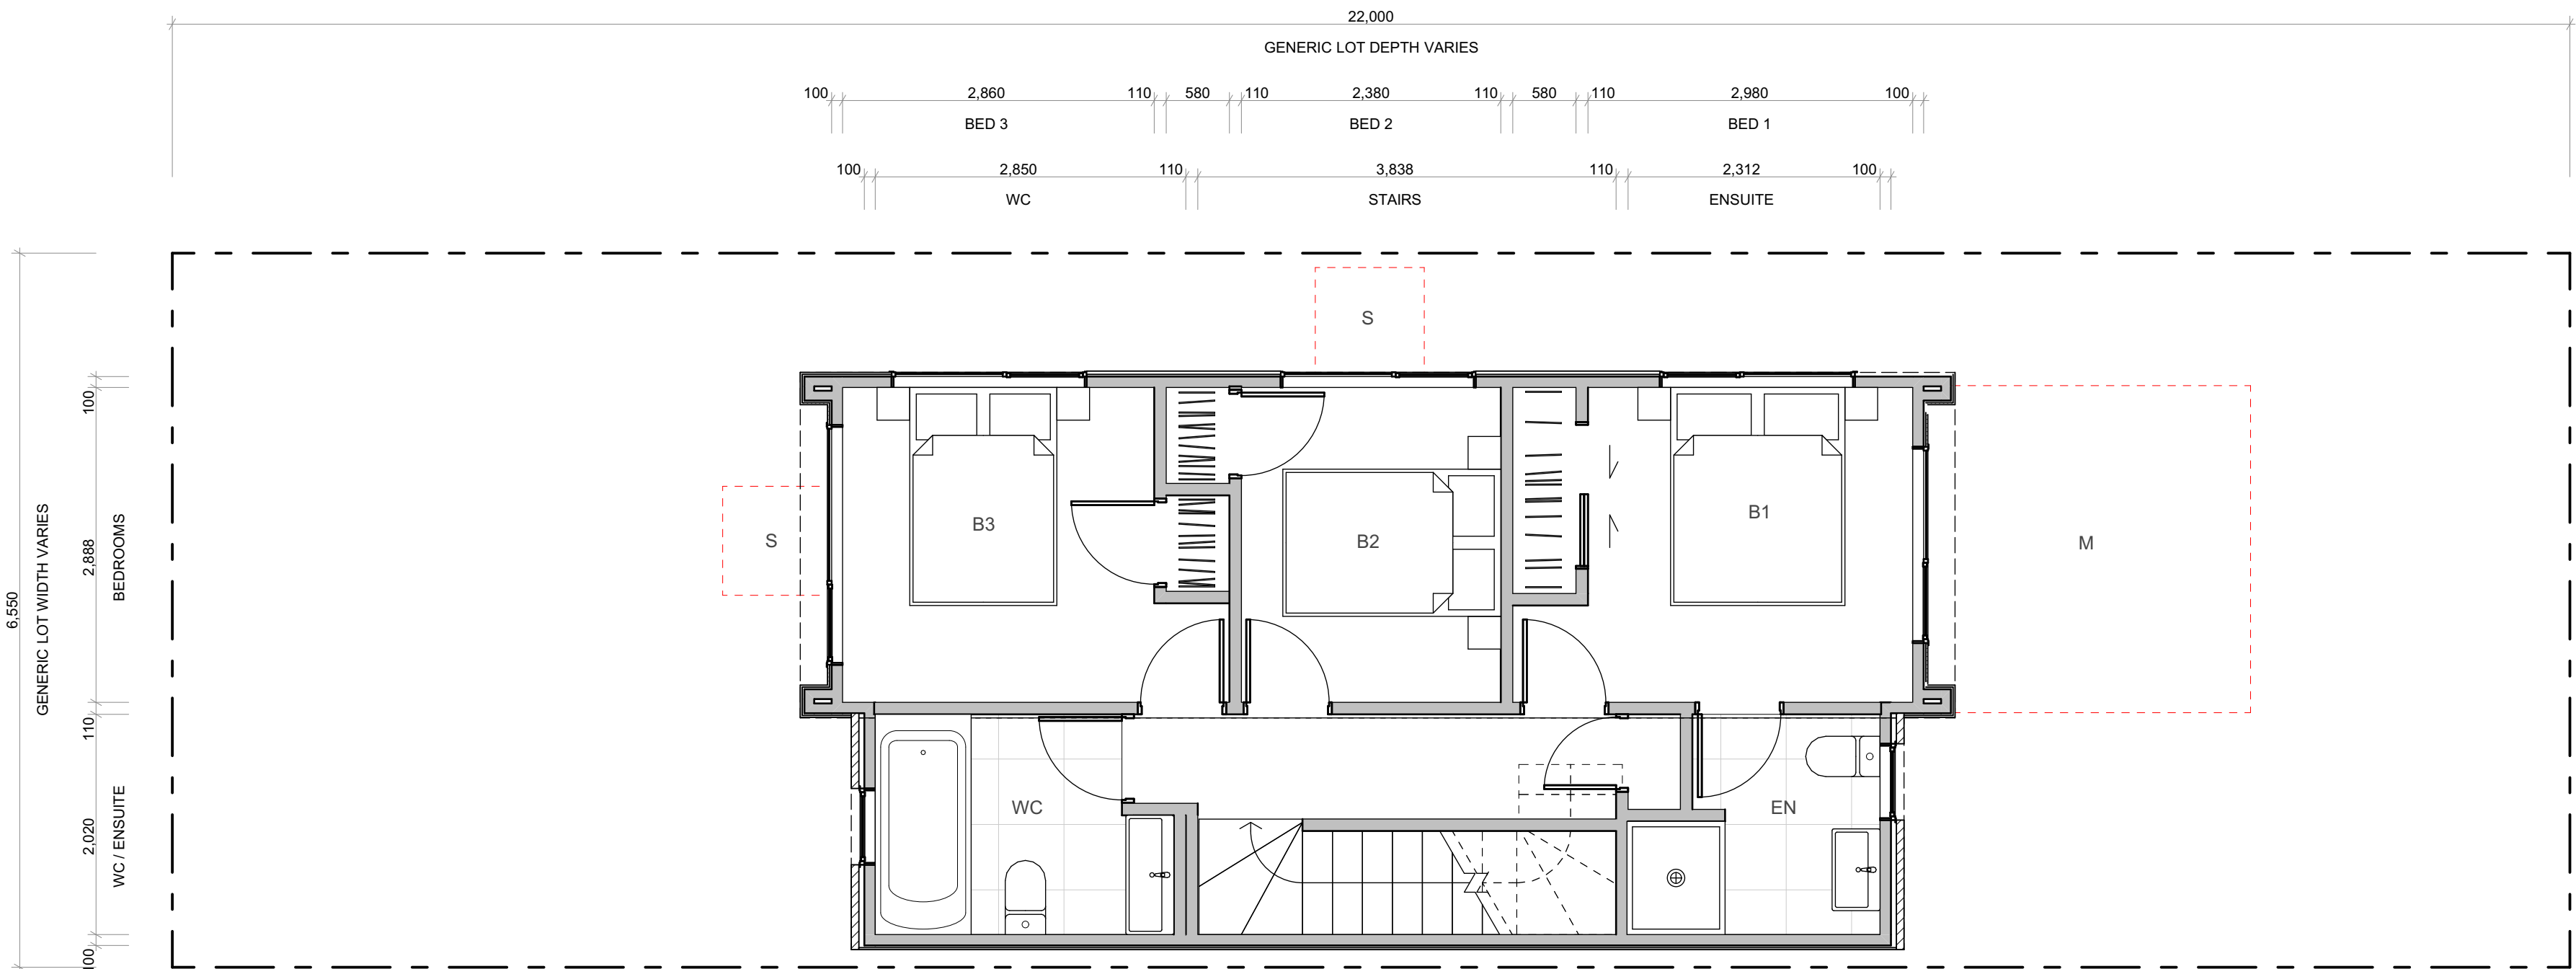 22,000
GENERIC LOT DEPTH VARIES
100 2,860 110 580 110 2,380 110 580 110 2,980 100
BED 3 BED 2 BED 1
100 2,850 110 3,838 110 2,312 100
WC STAIRS ENSUITE
6,550
GENERIC LOT WIDTH VARIES
100
2,888
BEDROOMS
110
2,020
WC / ENSUITE
100
S
S
B3
B2
B1
M
WC
EN